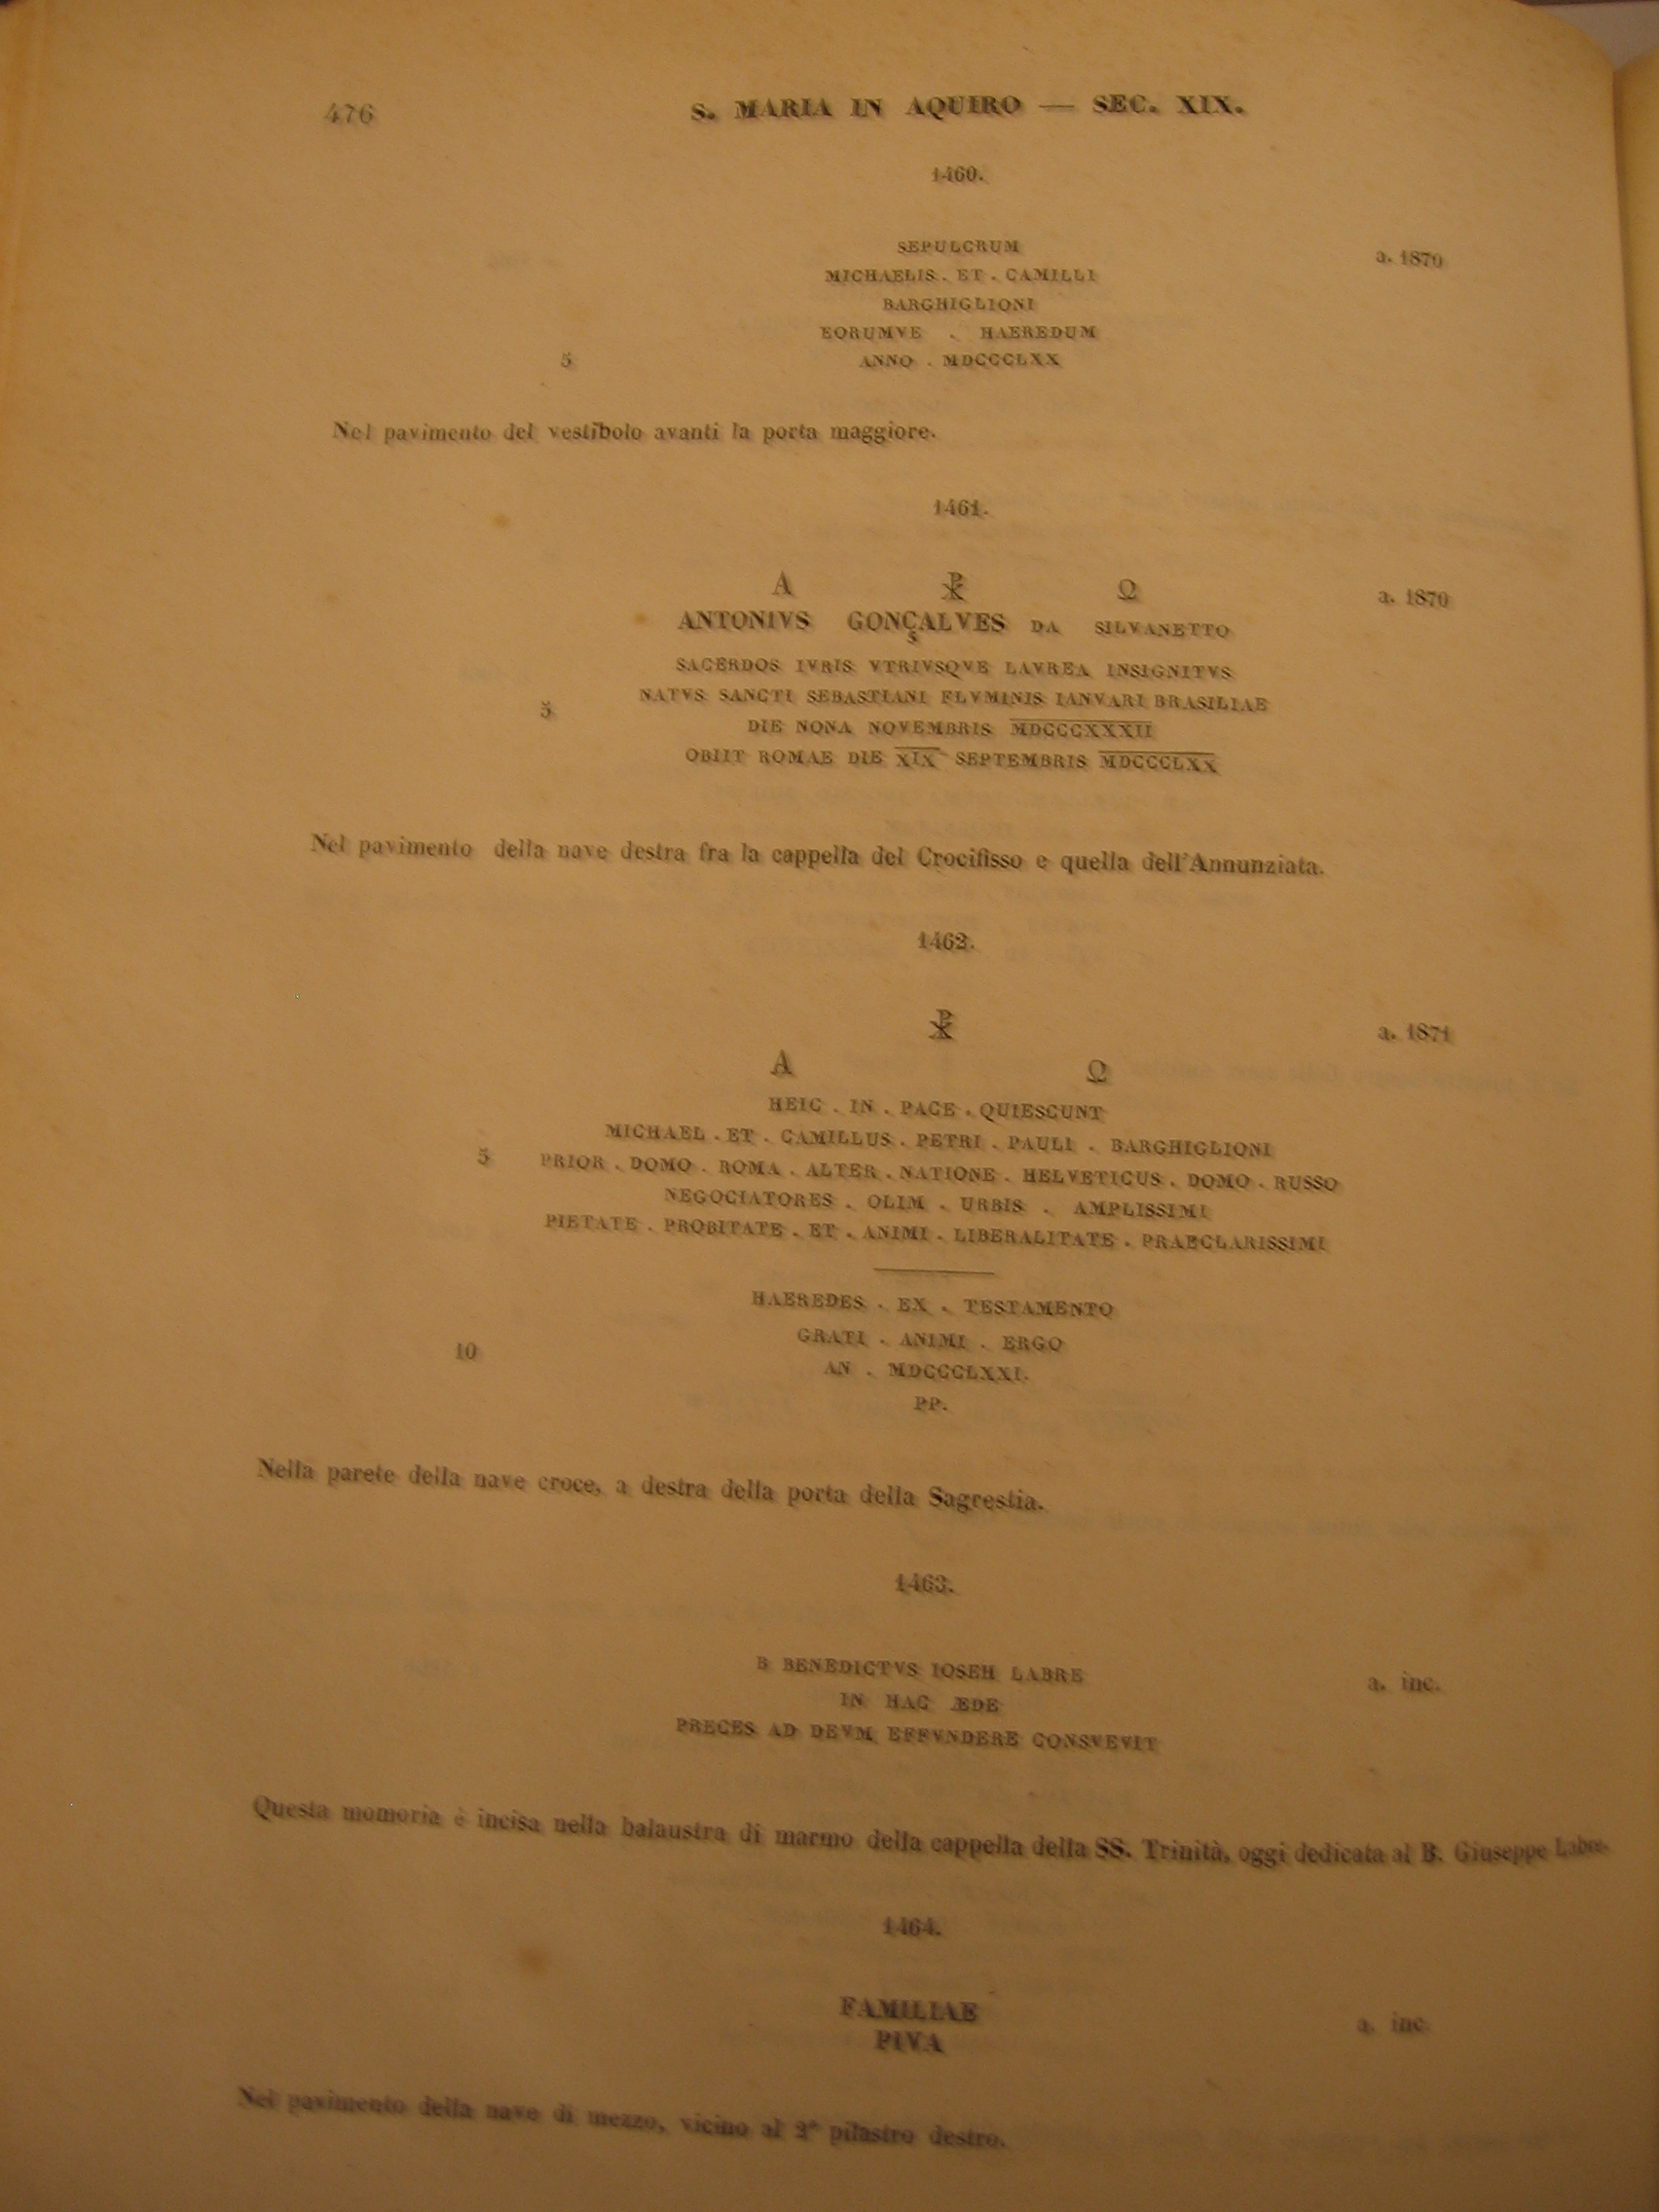 476 S. MARIA IN AQUIRO — SEC. XIX.
1460.
SEPULCRUM a. 1870
MICHAELIS . ET . CAMILLI
BARGHIGLIONI
EORUMVE . HAEREDUM
5 ANNO . MDCCCLXX
Nel pavimento del vestibolo avanti la porta maggiore.
1461.
A ☧ Ω a. 1870
ANTONIVS GONÇALVES DA SILVANETTO
SACERDOS IVRIS VTRIVSQVE LAVREA INSIGNITVS
5 NATVS SANCTI SEBASTIANI FLVMINIS IANVARI BRASILIAE
DIE NONA NOVEMBRIS MDCCCXXXII
OBIIT ROMAE DIE XIX SEPTEMBRIS MDCCCLXX
Nel pavimento della nave destra fra la cappella del Crocifisso e quella dell'Annunziata.
1462.
☧ a. 1871
A Ω
HEIC . IN . PACE . QUIESCUNT
MICHAEL . ET . CAMILLUS . PETRI . PAULI . BARGHIGLIONI
5 PRIOR . DOMO . ROMA . ALTER . NATIONE . HELVETICUS . DOMO . RUSSO
NEGOCIATORES . OLIM . URBIS . AMPLISSIMI
PIETATE . PROBITATE . ET . ANIMI . LIBERALITATE . PRAECLARISSIMI
HAEREDES . EX . TESTAMENTO
GRATI . ANIMI . ERGO
10 AN . MDCCCLXXI.
PP.
Nella parete della nave croce, a destra della porta della Sagrestia.
1463.
B BENEDICTVS IOSEH LABRE a. inc.
IN HAC ÆDE
PRECES AD DEVM EFFVNDERE CONSVEVIT
Questa momoria è incisa nella balaustra di marmo della cappella della SS. Trinità, oggi dedicata al B. Giuseppe Labre.
1464.
FAMILIAE a. inc.
PIVA
Nel pavimento della nave di mezzo, vicino al 2° pilastro destro.